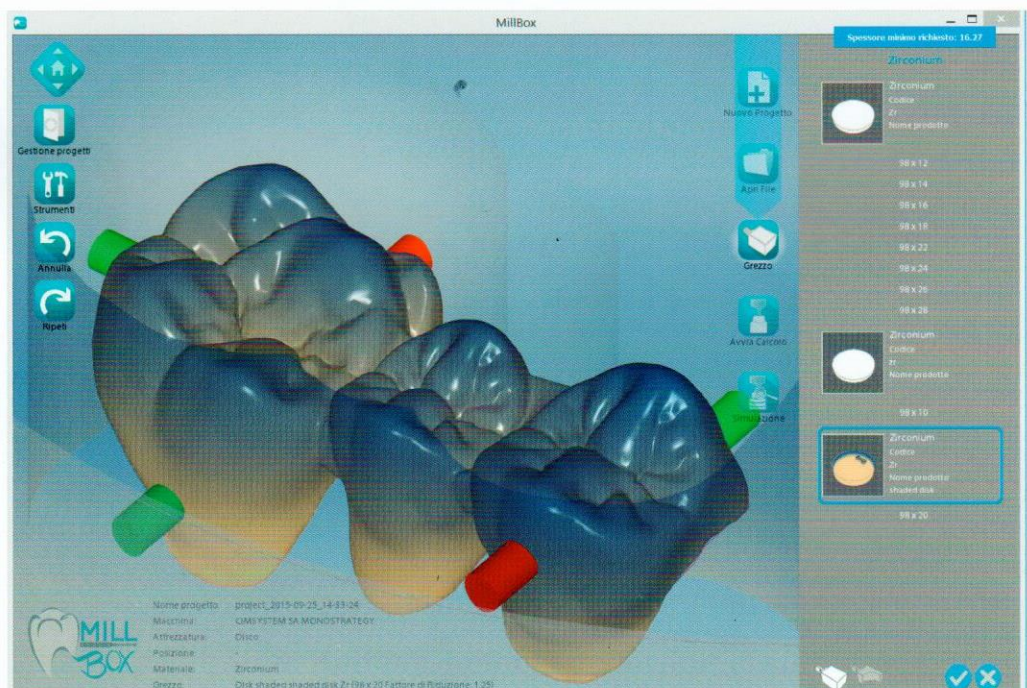 MillBox
Spessore minimo richiesto: 16.27
Zirconium
Gestione progetti
Strumenti
Annulla
Ripeti
Nuovo Progetto
Apri File
Grezzo
Avvia Calcolo
Simulazione
Zirconium
Codice
Zr
Nome prodotto
98 x 12
98 x 14
98 x 16
98 x 18
98 x 22
98 x 24
98 x 26
98 x 28
Zirconium
Codice
zr
Nome prodotto
98 x 10
Zirconium
Codice
Zr
Nome prodotto
shaded disk
98 x 20
MILL
BOX
Nome progetto: project_2015-09-25_14-33-24
Macchina: CIMSYSTEM 5A MONOSTRATEGY
Attrezzatura: Disco
Posizione: -
Materiale: Zirconium
Grezzo: Disk shaded shaded disk Zr (98 x 20 Fattore di Riduzione: 1.25)